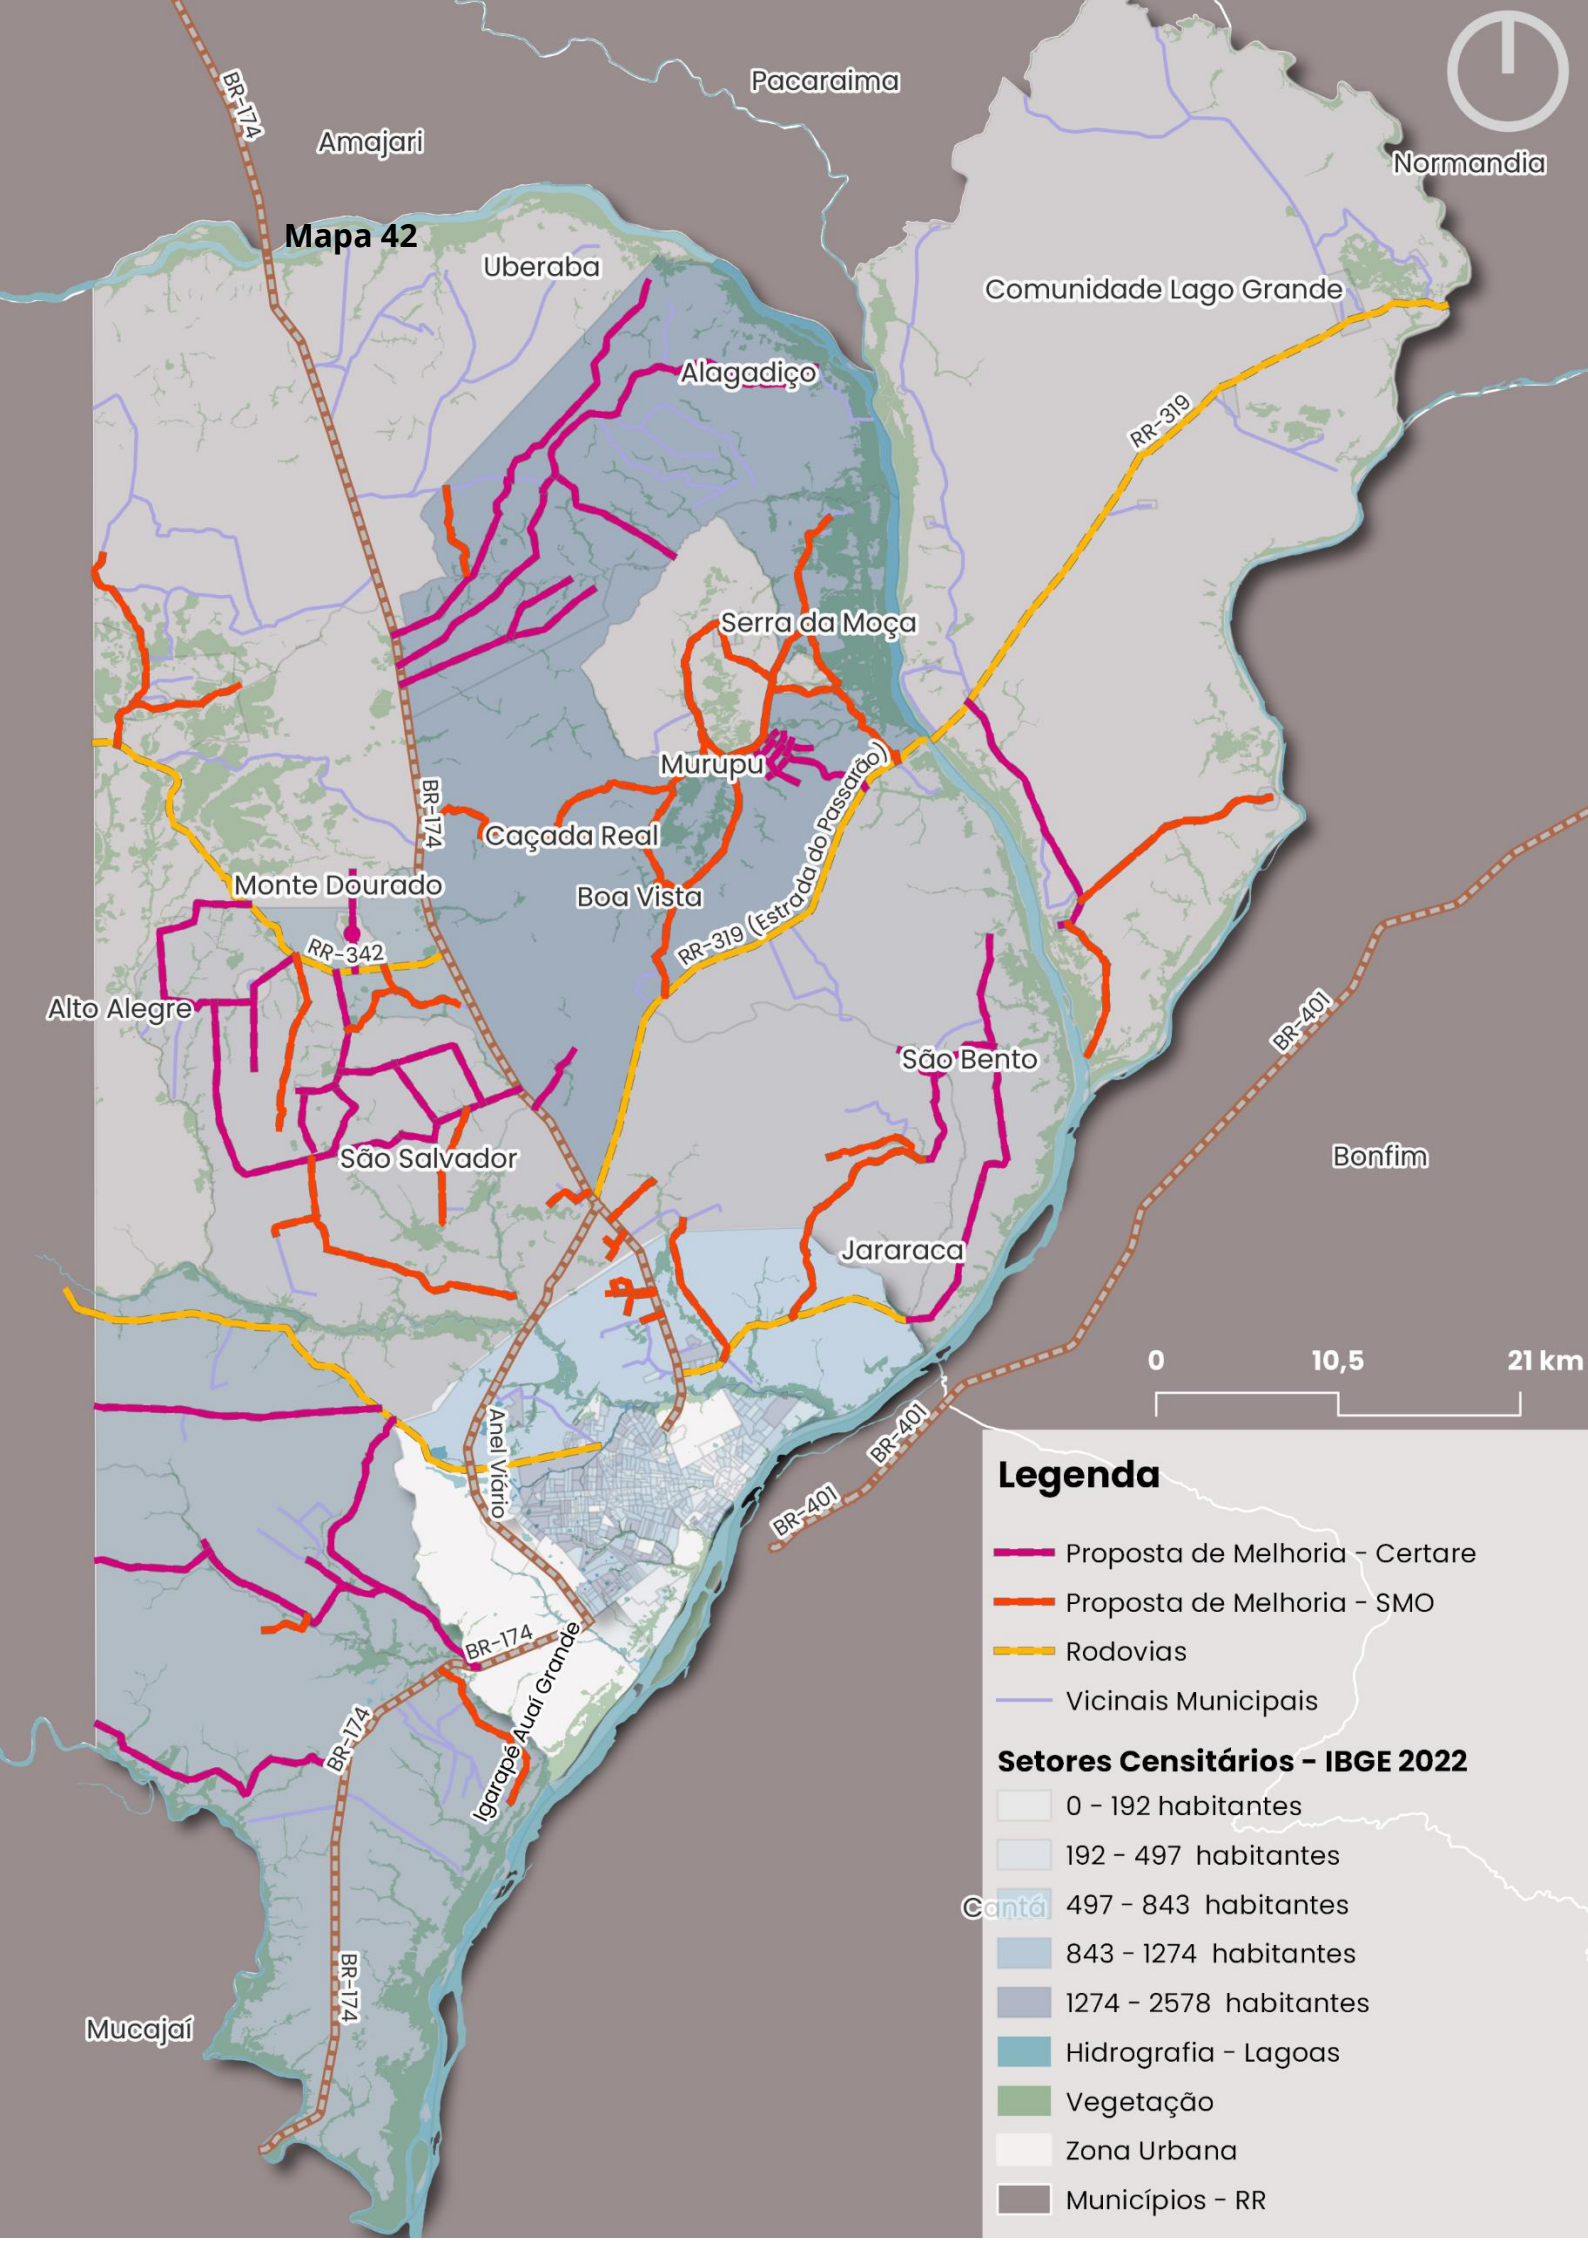 BR-174
Pacaraima
Amajari
Normandia
Mapa 42
Uberaba
Comunidade Lago Grande
Alagadiço
RR-319
Serra da Moça
Murupu
BR-174
Caçada Real
Monte Dourado
Boa Vista
RR-319 (Estrada do Passarão)
RR-342
Alto Alegre
BR-401
São Bento
São Salvador
Bonfim
Jararaca
0 10,5 21 km
Anel Viário
BR-401
BR-401
Legenda
Proposta de Melhoria - Certare
Proposta de Melhoria - SMO
Rodovias
Vicinais Municipais
BR-174
Igarapé Auaí Grande
BR-174
Setores Censitários - IBGE 2022
0 - 192 habitantes
192 - 497 habitantes
Cantá
497 - 843 habitantes
843 - 1274 habitantes
BR-174
1274 - 2578 habitantes
Mucajaí
Hidrografia - Lagoas
Vegetação
Zona Urbana
Municípios - RR